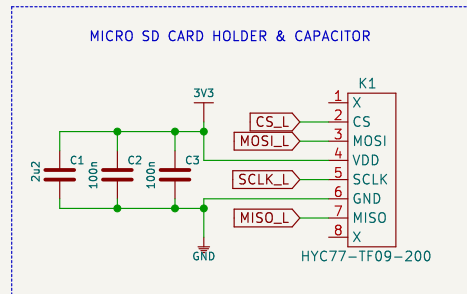 MICRO SD CARD HOLDER & CAPACITOR
K1
3V3
1 X
CS_L 2 CS
MOSI_L 3 MOSI
4 VDD
2u2 C1 100n C2 100n C3
SCLK_L 5 SCLK
6 GND
MISO_L 7 MISO
8 X
GND
HYC77-TF09-200